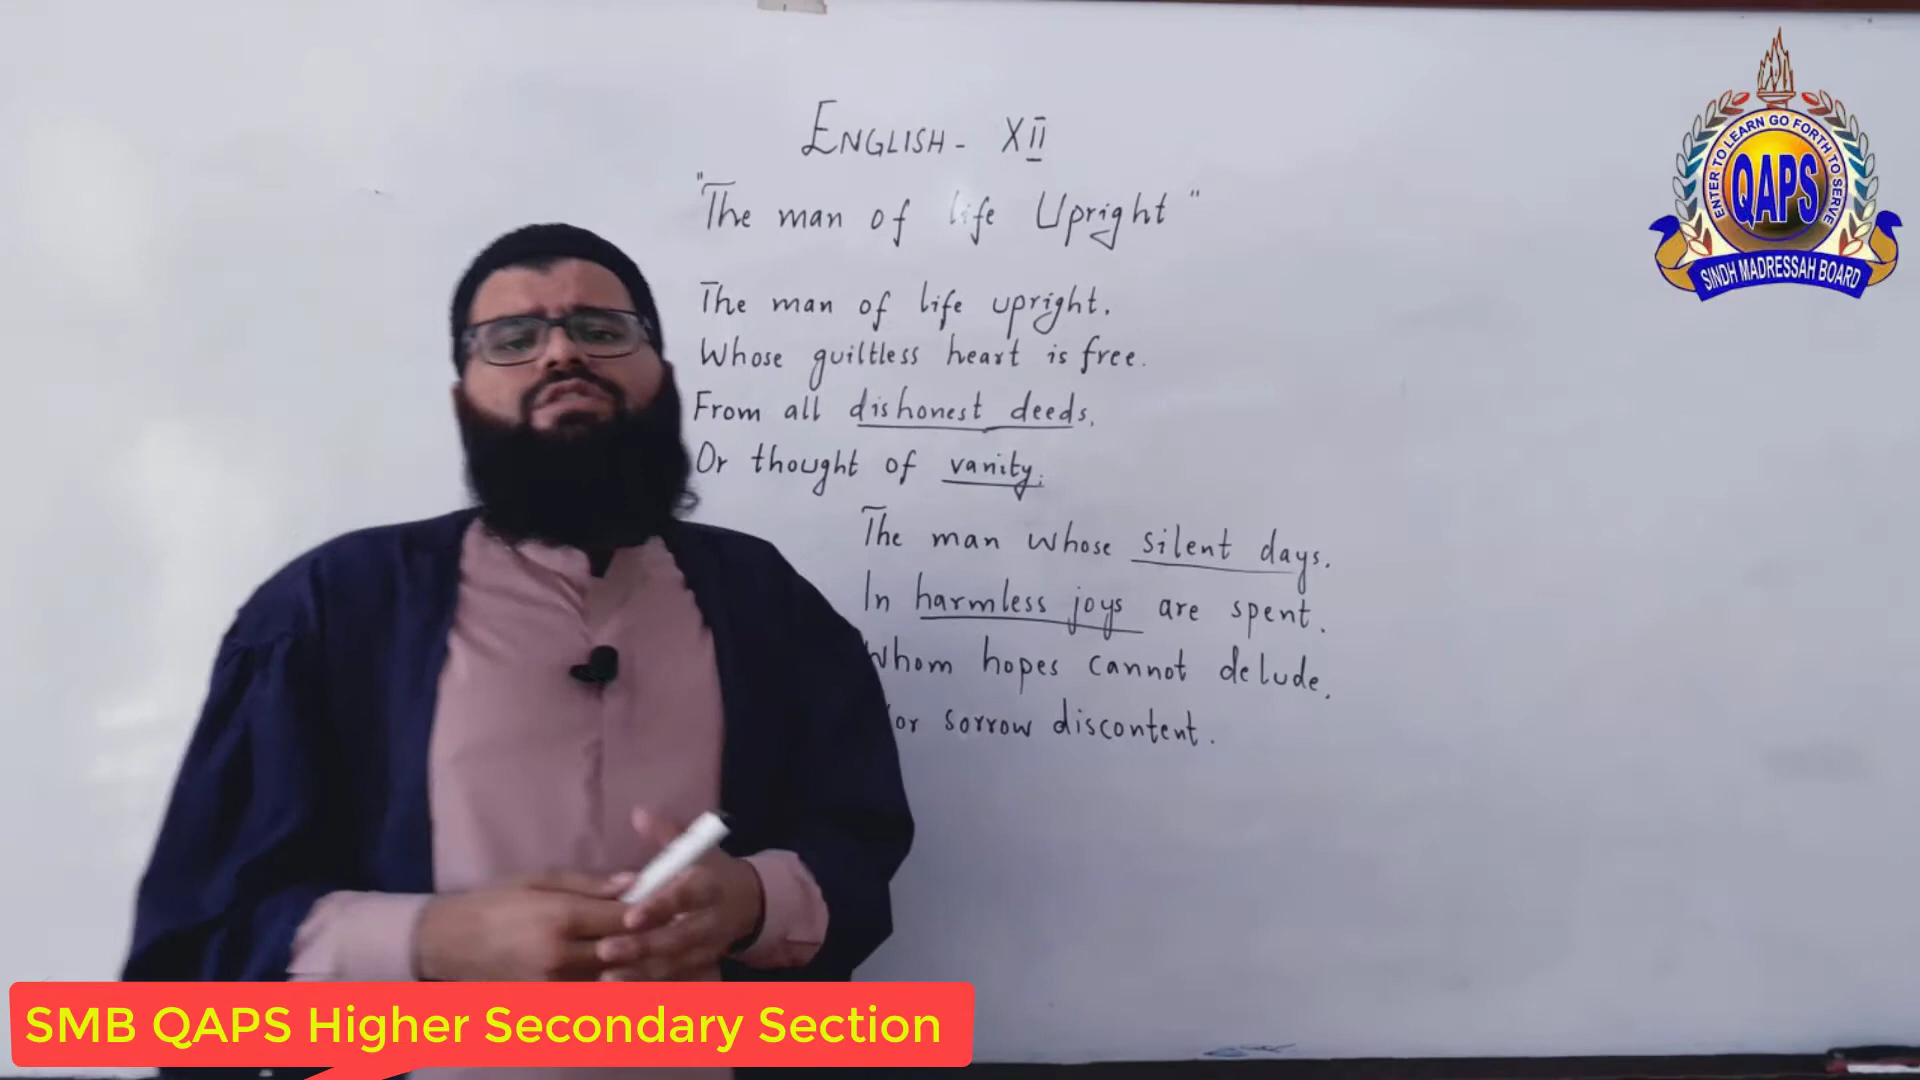 ENGLISH - XII
"The man of life Upright"
The man of life upright.
Whose guiltless heart is free.
From all dishonest deeds,
Or thought of vanity:
The man whose silent days.
In harmless joys are spent.
Whom hopes cannot delude,
or sorrow discontent.
ENTER TO LEARN GO FORTH TO SERVE
QAPS
SINDH MADRESSAH BOARD
SMB QAPS Higher Secondary Section